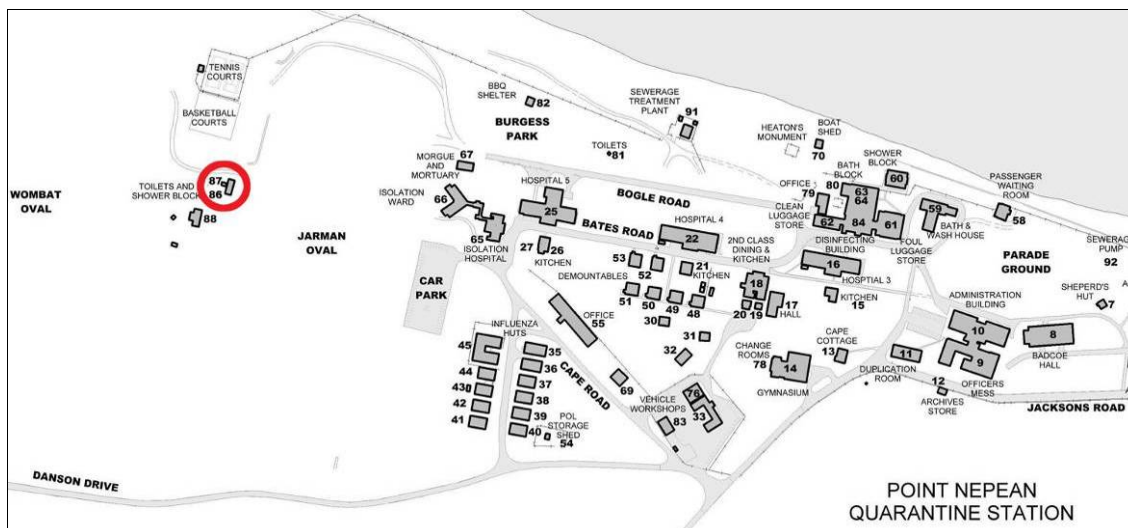 TENNIS
COURTS
BASKETBALL
COURTS
87
TOILETS AND
SHOWER BLOCK
86
88
WOMBAT
OVAL
JARMAN
OVAL
BBQ
SHELTER
82
BURGESS
PARK
SEWERAGE
TREATMENT
PLANT
91
TOILETS
81
HEATON'S
MONUMENT
BOAT
SHED
70
MORGUE
AND
MORTUARY
67
ISOLATION
WARD
66
65
ISOLATION
HOSPITAL
HOSPITAL 5
25
BOGLE ROAD
BATES ROAD
HOSPITAL 4
22
27
26
KITCHEN
CAR
PARK
SHOWER
BLOCK
60
BATH
BLOCK
80
63
64
OFFICE
79
CLEAN
LUGGAGE
STORE
62
84
61
DISINFECTING
BUILDING
FOUL
LUGGAGE
STORE
59
BATH &
WASH HOUSE
PASSENGER
WAITING
ROOM
58
PARADE
GROUND
SEWERAGE
PUMP
92
SHEPERD'S
HUT
7
2ND CLASS
DINING &
KITCHEN
18
20
19
17
HALL
16
HOSPTIAL 3
KITCHEN
15
53
52
21
KITCHEN
DEMOUNTABLES
51
50
49
48
30
31
32
OFFICE
55
INFLUENZA
HUTS
45
44
43
42
41
35
36
37
38
39
40
POL
STORAGE
SHED
54
CAPE ROAD
69
VEHICLE
WORKSHOPS
76
33
83
CHANGE
ROOMS
78
14
GYMNASIUM
CAPE
COTTAGE
13
11
DUPLICATION
ROOM
12
ARCHIVES
STORE
ADMINISTRATION
BUILDING
10
9
OFFICERS
MESS
8
BADCOE
HALL
JACKSONS ROAD
DANSON DRIVE
POINT NEPEAN
QUARANTINE STATION